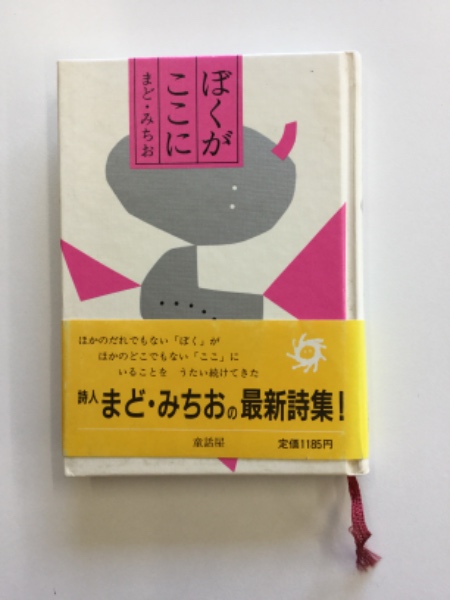 ぼくが
ここに
まど・みちお
ほかのだれでもない「ぼく」が
ほかのどこでもない「ここ」に
いることを うたい続けてきた
詩人 まど・みちおの最新詩集!
童話屋
定価1185円